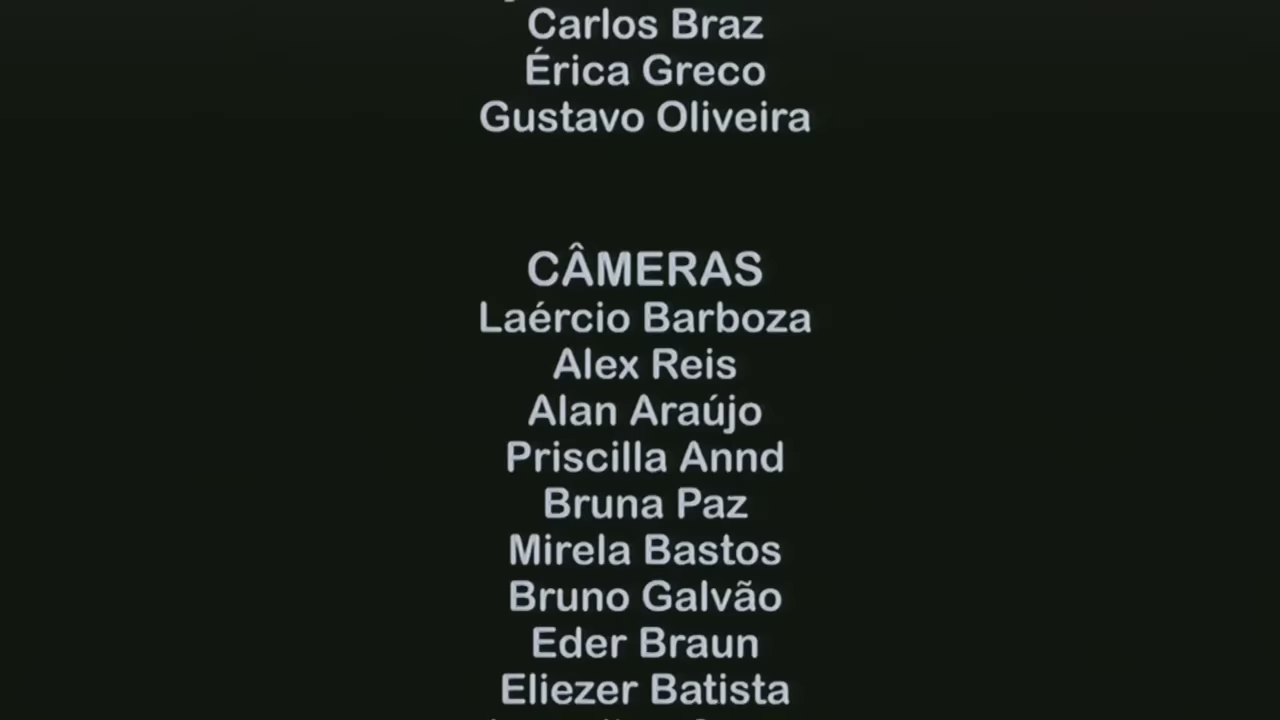 Carlos Braz
Érica Greco
Gustavo Oliveira
CÂMERAS
Laércio Barboza
Alex Reis
Alan Araújo
Priscilla Annd
Bruna Paz
Mirela Bastos
Bruno Galvão
Eder Braun
Eliezer Batista